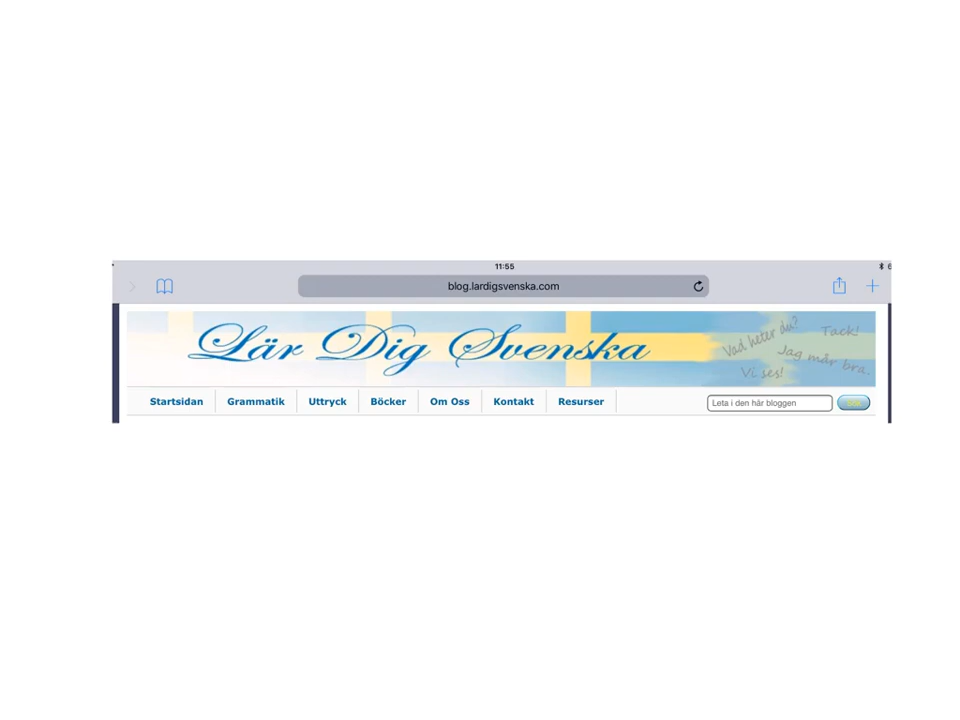 11:55
blog.lardigsvenska.com
Lär Dig Svenska
Vad heter du?
Tack!
Jag mår bra.
Vi ses!
Startsidan Grammatik Uttryck Böcker Om Oss Kontakt Resurser
Leta i den här bloggen